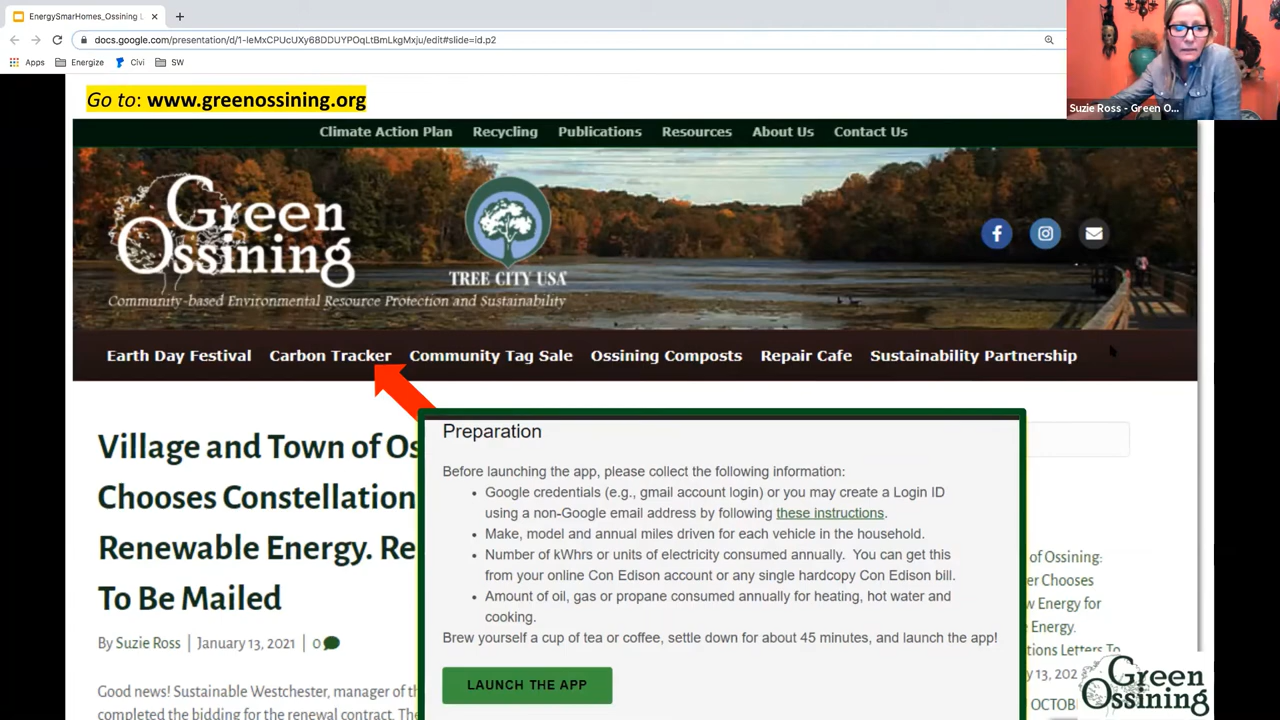 EnergySmarHomes_Ossining L
docs.google.com/presentation/d/1-IeMxCPUcUXy68DDUYPOqLtBmLkgMxju/edit#slide=id.p2
Apps Energize Civi SW
Suzie Ross - Green O...
Go to: www.greenossining.org
Climate Action Plan Recycling Publications Resources About Us Contact Us
Green
Ossining
TREE CITY USA
Community-based Environmental Resource Protection and Sustainability
Earth Day Festival Carbon Tracker Community Tag Sale Ossining Composts Repair Cafe Sustainability Partnership
Village and Town of Os
Chooses Constellation
Renewable Energy. Re
To Be Mailed
By Suzie Ross | January 13, 2021 | 0
Good news! Sustainable Westchester, manager of th
completed the bidding for the renewal contract. The
Preparation
Before launching the app, please collect the following information:
• Google credentials (e.g., gmail account login) or you may create a Login ID
using a non-Google email address by following these instructions.
• Make, model and annual miles driven for each vehicle in the household.
• Number of kWhrs or units of electricity consumed annually. You can get this
from your online Con Edison account or any single hardcopy Con Edison bill.
• Amount of oil, gas or propane consumed annually for heating, hot water and
cooking.
Brew yourself a cup of tea or coffee, settle down for about 45 minutes, and launch the app!
LAUNCH THE APP
of Ossining:
er Chooses
w Energy for
e Energy.
tions Letters To
y 13, 202
OCTOB
Green
Ossining